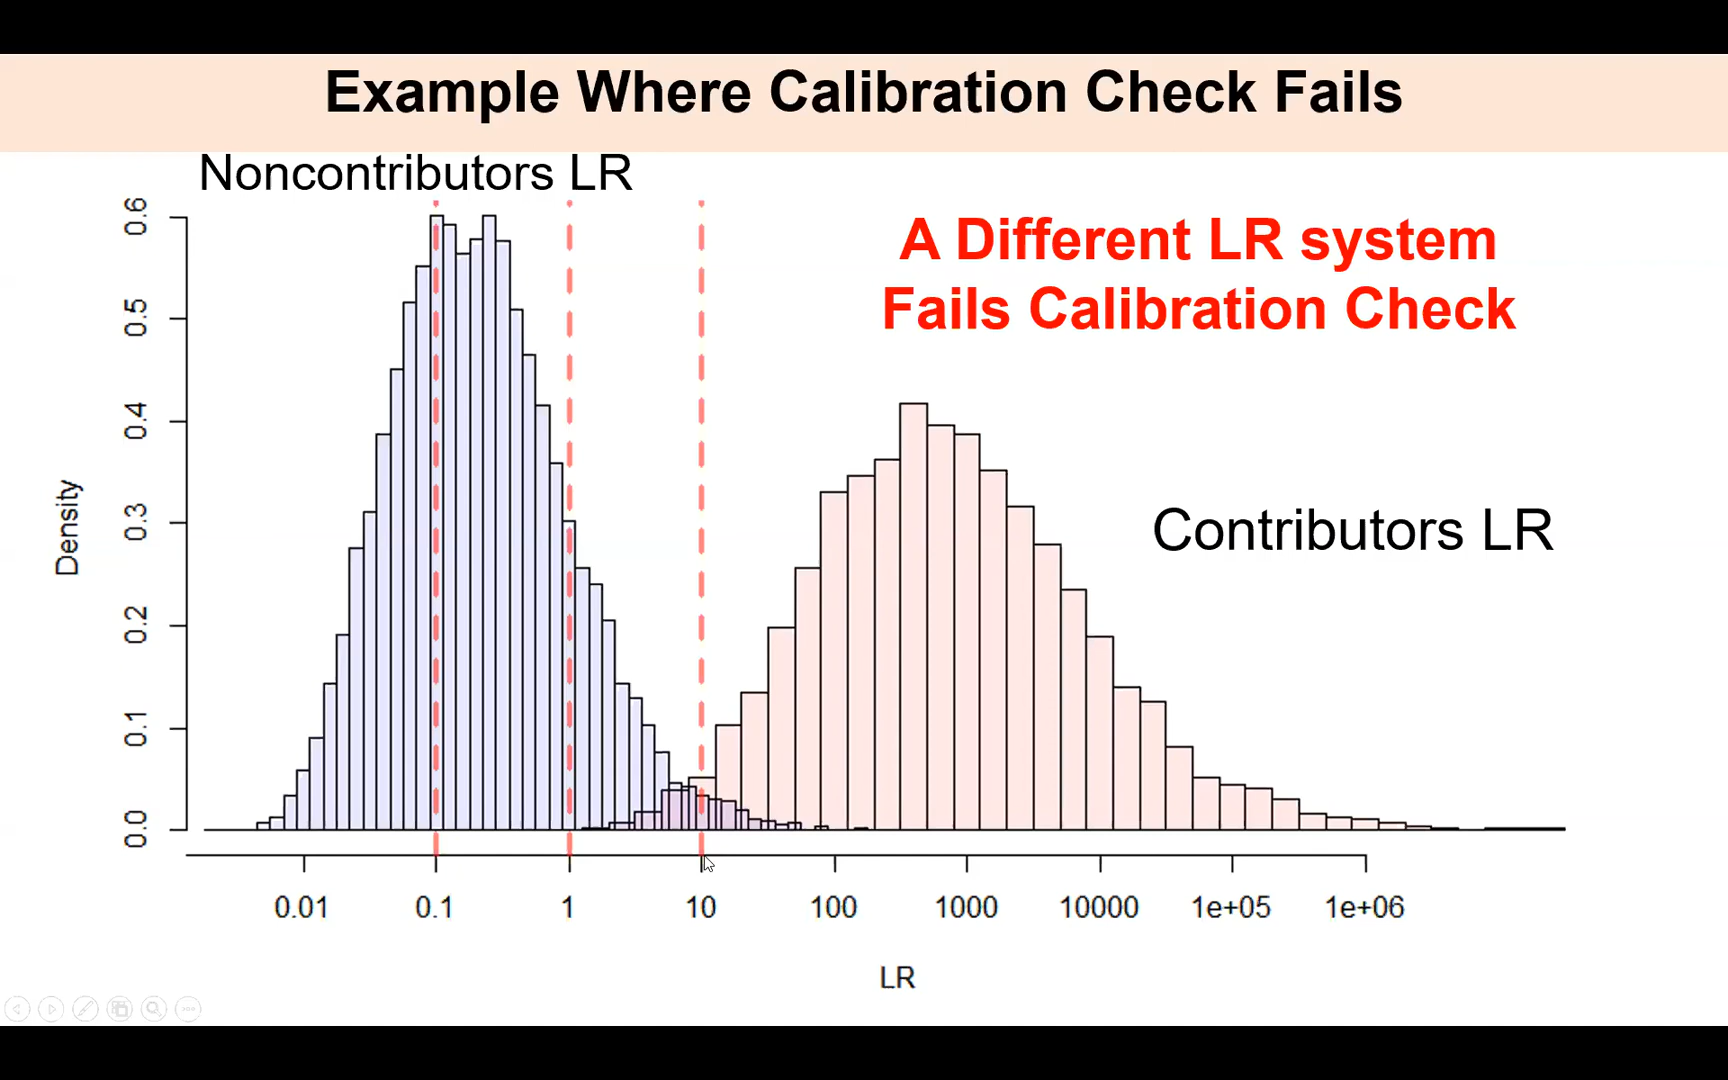 Example Where Calibration Check Fails
Noncontributors LR
A Different LR system
Fails Calibration Check
Contributors LR
Density
0.6
0.5
0.4
0.3
0.2
0.1
0.0
0.01 0.1 1 10 100 1000 10000 1e+05 1e+06
LR